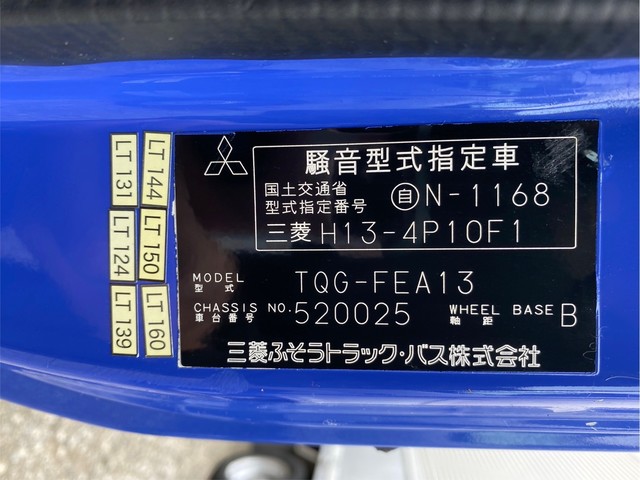 LT 131
LT 144
LT 124
LT 150
LT 139
LT 160
騒音型式指定車
国土交通省
型式指定番号 自N-1168
三菱 H13-4P10F1
MODEL
型式 TQG-FEA13
CHASSIS NO. 520025 WHEEL BASE B
車台番号 軸距
三菱ふそうトラック・バス株式会社